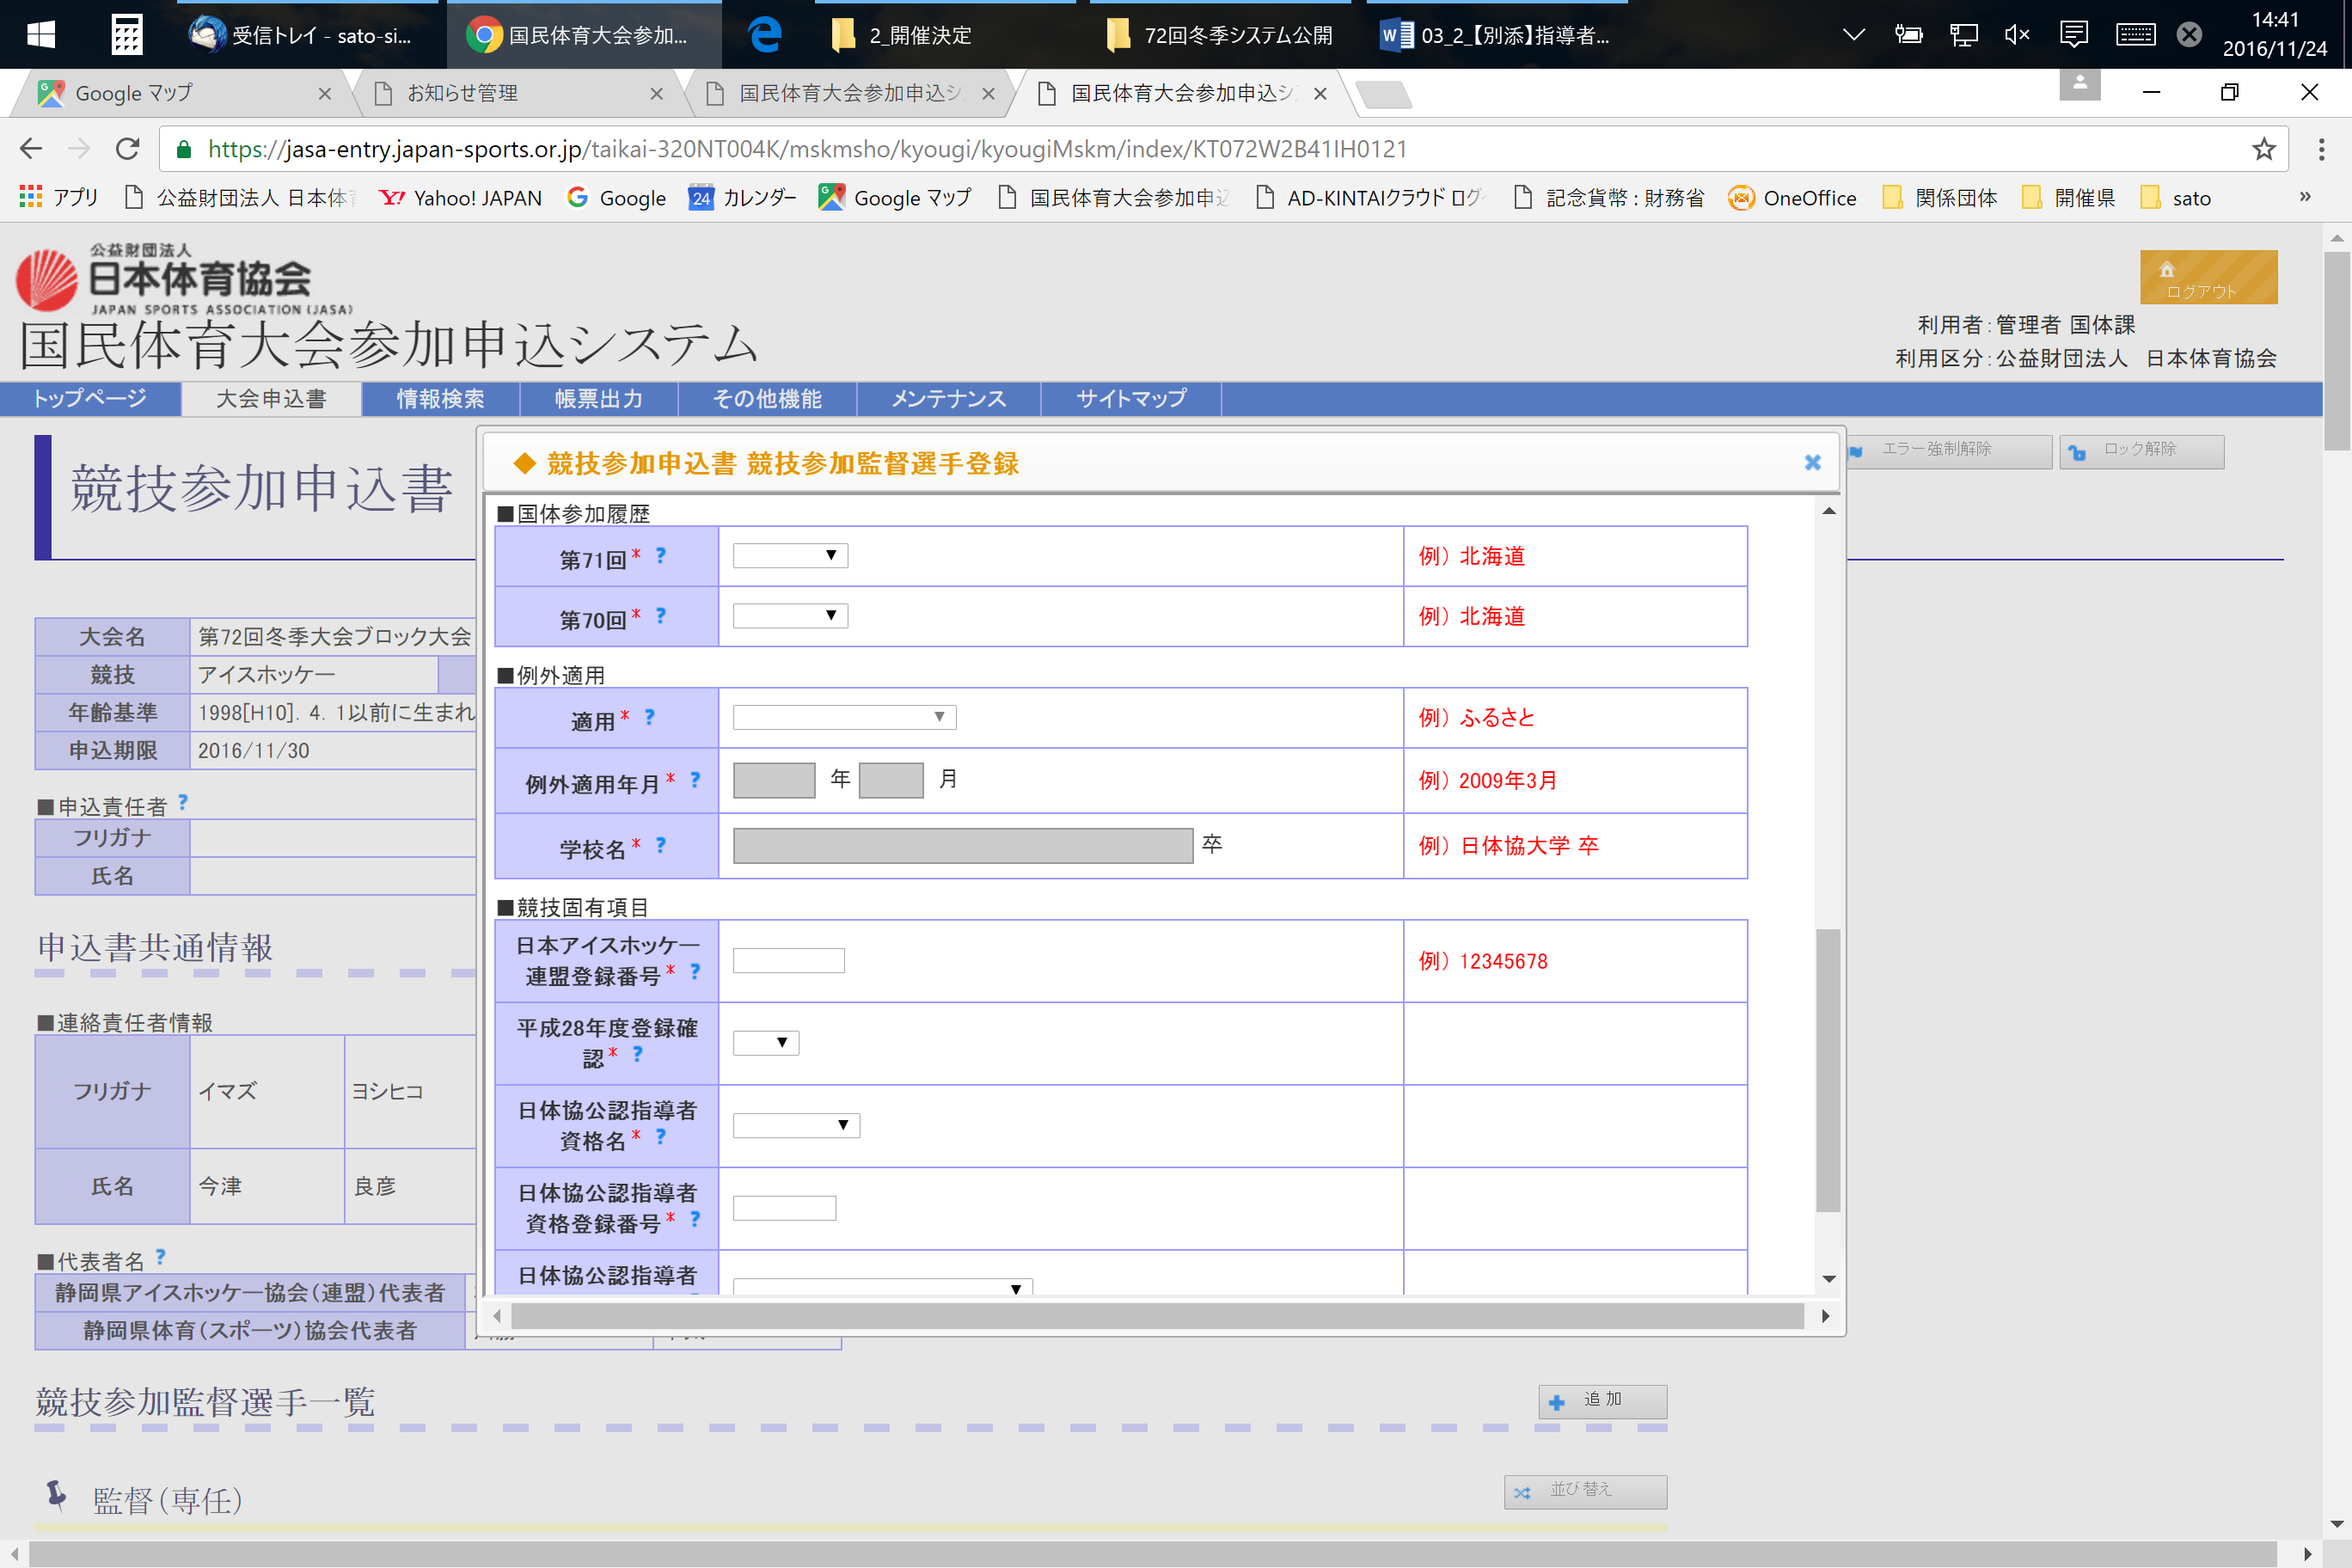 受信トレイ - sato-si...
国民体育大会参加...
2_開催決定
72回冬季システム公開
03_2_【別添】指導者...
14:41
2016/11/24
Google マップ
お知らせ管理
国民体育大会参加申込シ
国民体育大会参加申込シ
https://jasa-entry.japan-sports.or.jp/taikai-320NT004K/mskmsho/kyougi/kyougiMskm/index/KT072W2B41IH0121
アプリ
公益財団法人 日本体育
Yahoo! JAPAN
Google
24 カレンダー
Google マップ
国民体育大会参加申込
AD-KINTAIクラウド ログ
記念貨幣 : 財務省
OneOffice
関係団体
開催県
sato
»
公益財団法人
日本体育協会
JAPAN SPORTS ASSOCIATION (JASA)
国民体育大会参加申込システム
ログアウト
利用者:管理者 国体課
利用区分:公益財団法人 日本体育協会
トップページ 大会申込書 情報検索 帳票出力 その他機能 メンテナンス サイトマップ
競技参加申込書
エラー強制解除
ロック解除
大会名 第72回冬季大会ブロック大会
競技 アイスホッケー
年齢基準 1998[H10]. 4. 1以前に生まれ
申込期限 2016/11/30
■申込責任者 ?
フリガナ
氏名
申込書共通情報
■連絡責任者情報
フリガナ イマズ ヨシヒコ
氏名 今津 良彦
■代表者名 ?
静岡県アイスホッケー協会(連盟)代表者
静岡県体育(スポーツ)協会代表者
競技参加監督選手一覧
追加
監督(専任)
並び替え
◆ 競技参加申込書 競技参加監督選手登録
■国体参加履歴
第71回* ? 例) 北海道
第70回* ? 例) 北海道
■例外適用
適用* ? 例) ふるさと
例外適用年月* ? 年 月 例) 2009年3月
学校名* ? 卒 例) 日体協大学 卒
■競技固有項目
日本アイスホッケー
連盟登録番号* ? 例) 12345678
平成28年度登録確
認* ?
日体協公認指導者
資格名* ?
日体協公認指導者
資格登録番号* ?
日体協公認指導者